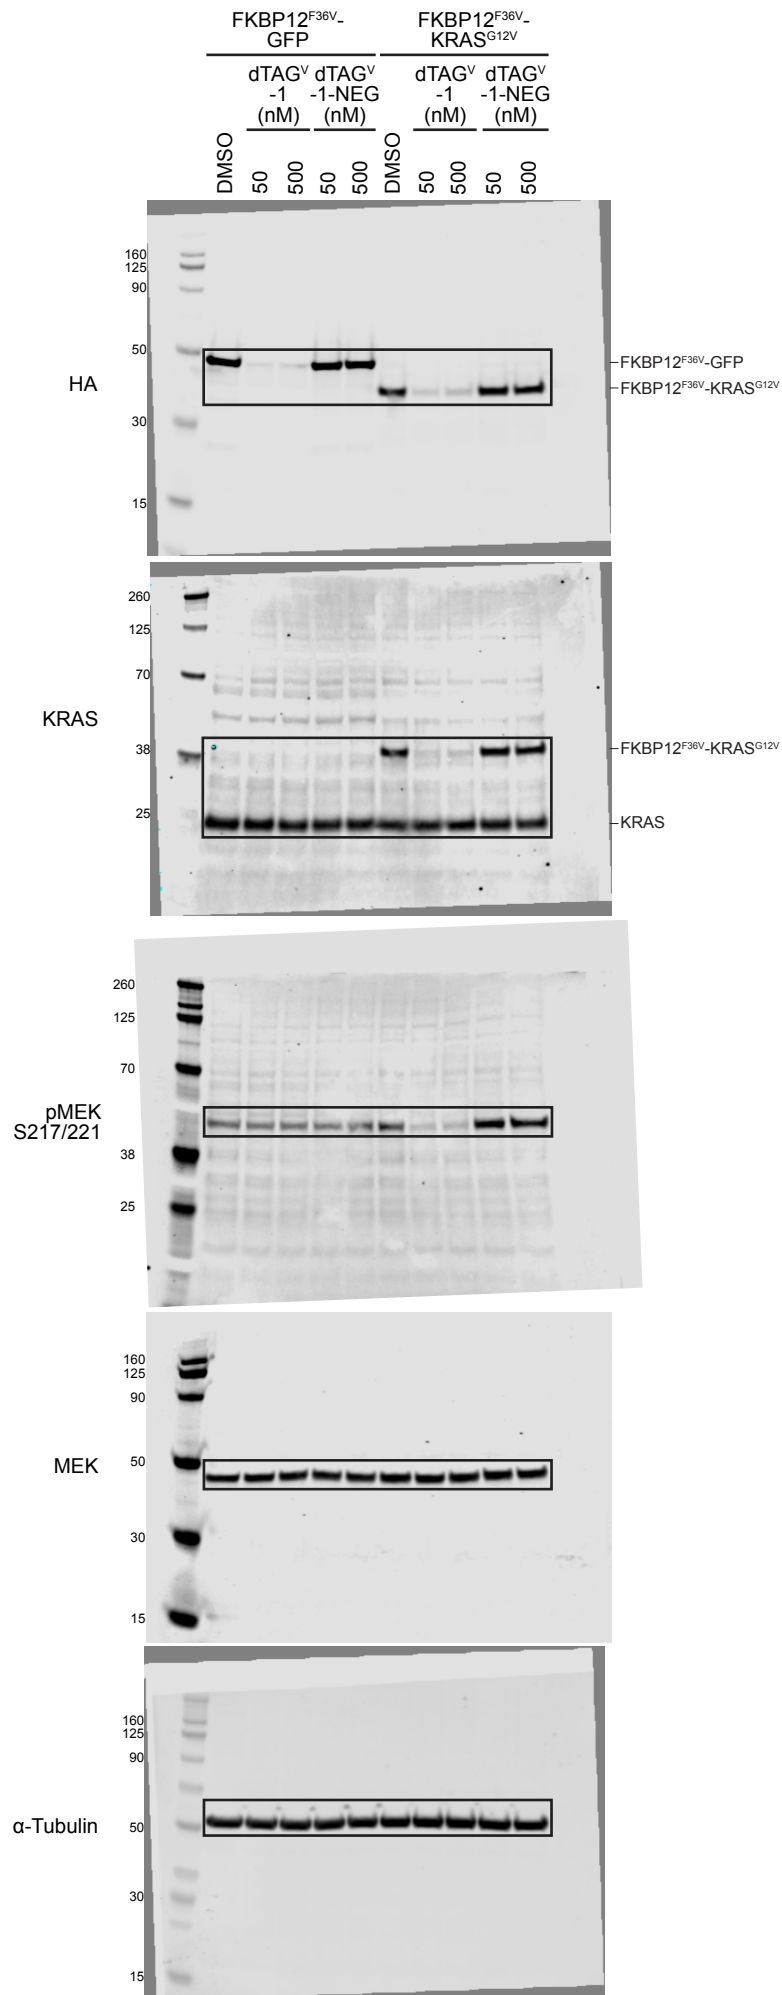 FKBP12F36V- FKBP12F36V-
GFP KRASG12V
dTAGV dTAGV dTAGV dTAGV
-1 -1-NEG -1 -1-NEG
(nM) (nM) (nM) (nM)
DMSO 50 500 50 500 DMSO 50 500 50 500
160
125
90
50
FKBP12F36V-GFP
HA
FKBP12F36V-KRASG12V
30
15
260
125
70
KRAS
38
FKBP12F36V-KRASG12V
25
KRAS
260
125
70
pMEK
S217/221
38
25
160
125
90
50
MEK
30
15
160
125
90
α-Tubulin
50
30
15